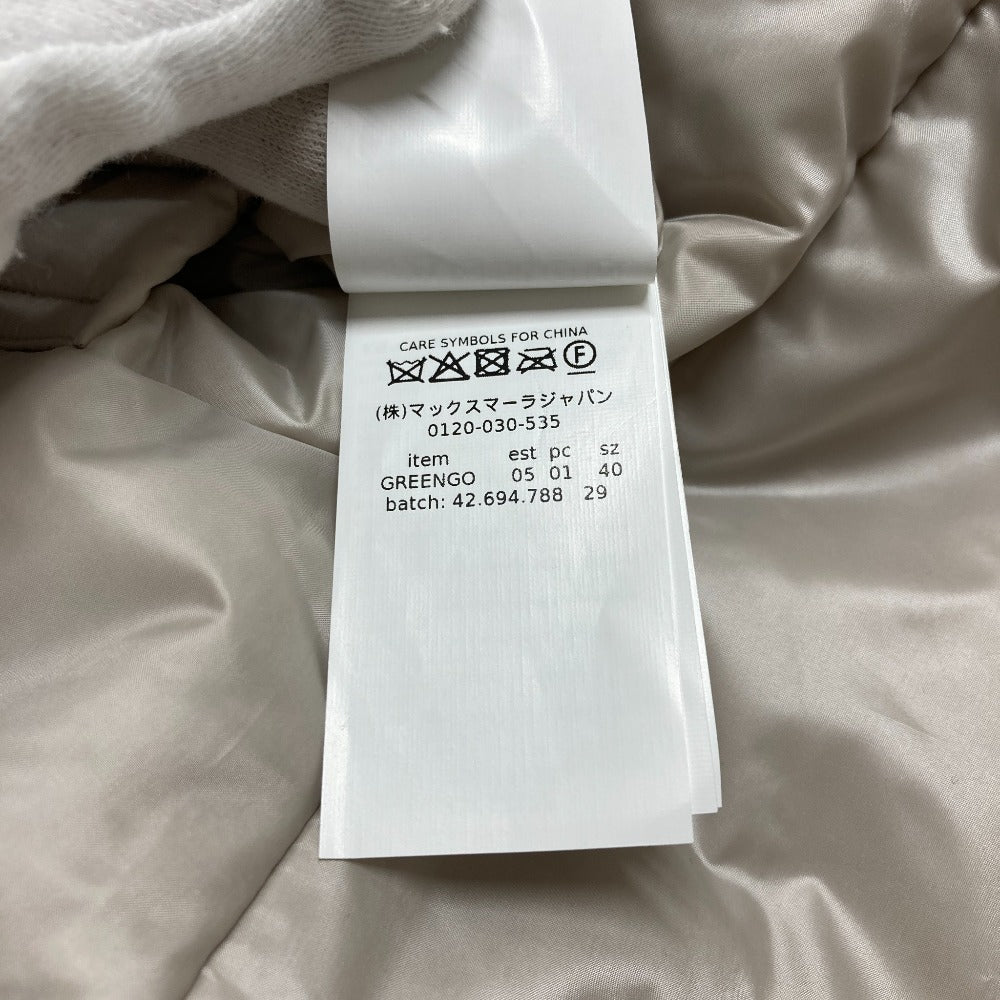 CARE SYMBOLS FOR CHINA
F
(株)マックスマーラジャパン
0120-030-535
item est pc sz
GREENGO 05 01 40
batch: 42.694.788 29